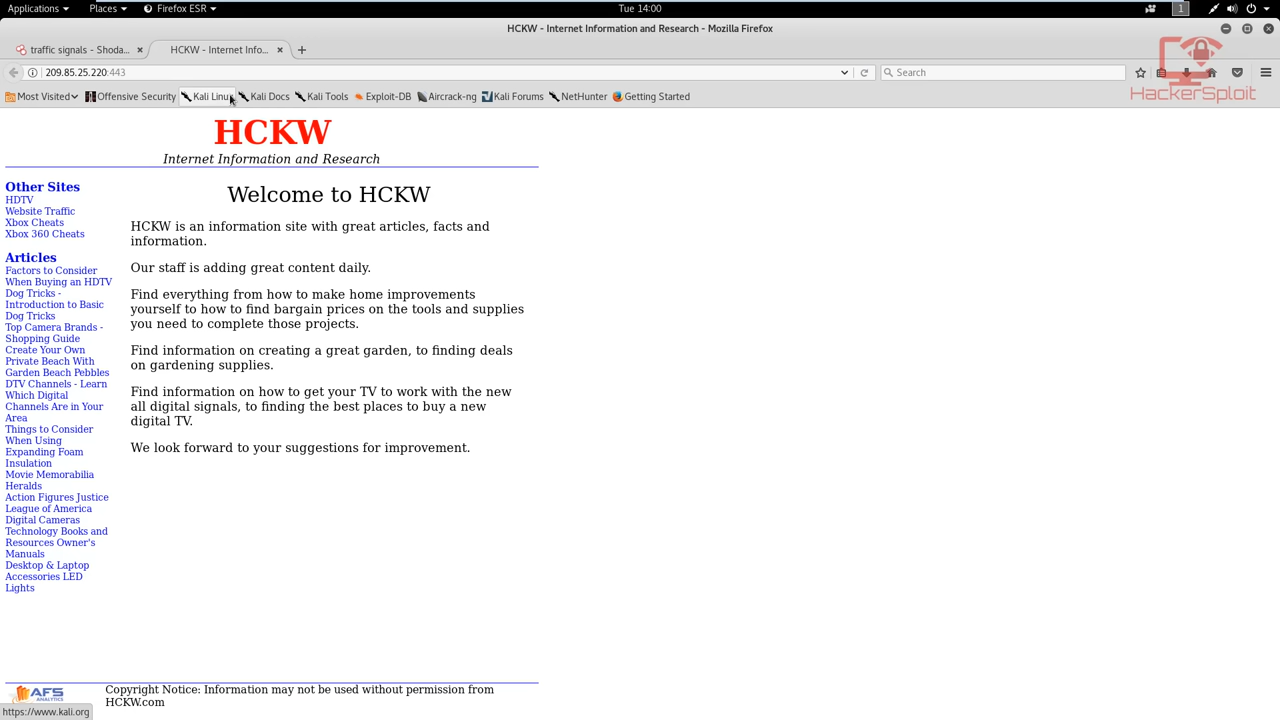 Applications
Places
Firefox ESR
Tue 14:00
1
HCKW - Internet Information and Research - Mozilla Firefox
traffic signals - Shoda...
HCKW - Internet Info...
209.85.25.220:443
Search
HackerSploit
Most Visited
Offensive Security
Kali Linux
Kali Docs
Kali Tools
Exploit-DB
Aircrack-ng
Kali Forums
NetHunter
Getting Started
HCKW
Internet Information and Research
Other Sites
HDTV
Website Traffic
Xbox Cheats
Xbox 360 Cheats
Articles
Factors to Consider
When Buying an HDTV
Dog Tricks -
Introduction to Basic
Dog Tricks
Top Camera Brands -
Shopping Guide
Create Your Own
Private Beach With
Garden Beach Pebbles
DTV Channels - Learn
Which Digital
Channels Are in Your
Area
Things to Consider
When Using
Expanding Foam
Insulation
Movie Memorabilia
Heralds
Action Figures Justice
League of America
Digital Cameras
Technology Books and
Resources Owner's
Manuals
Desktop & Laptop
Accessories LED
Lights
Welcome to HCKW
HCKW is an information site with great articles, facts and
information.
Our staff is adding great content daily.
Find everything from how to make home improvements
yourself to how to find bargain prices on the tools and supplies
you need to complete those projects.
Find information on creating a great garden, to finding deals
on gardening supplies.
Find information on how to get your TV to work with the new
all digital signals, to finding the best places to buy a new
digital TV.
We look forward to your suggestions for improvement.
AFS
ANALYTICS
Copyright Notice: Information may not be used without permission from
HCKW.com
https://www.kali.org